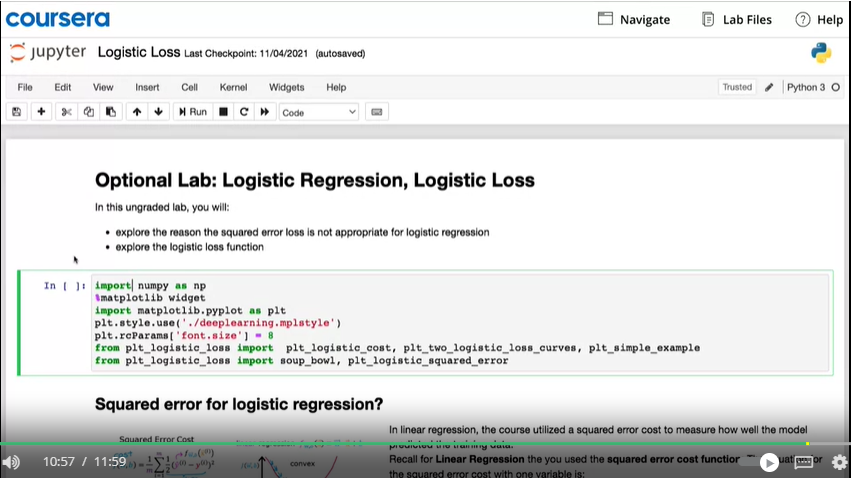 coursera
Navigate
Lab Files
Help
jupyter Logistic Loss Last Checkpoint: 11/04/2021 (autosaved)
File Edit View Insert Cell Kernel Widgets Help
Trusted
Python 3
Run
Code
Optional Lab: Logistic Regression, Logistic Loss
In this ungraded lab, you will:
• explore the reason the squared error loss is not appropriate for logistic regression
• explore the logistic loss function
In [ ]: import numpy as np
%matplotlib widget
import matplotlib.pyplot as plt
plt.style.use('./deeplearning.mplstyle')
plt.rcParams['font.size'] = 8
from plt_logistic_loss import  plt_logistic_cost, plt_two_logistic_loss_curves, plt_simple_example
from plt_logistic_loss import soup_bowl, plt_logistic_squared_error
Squared error for logistic regression?
In linear regression, the course utilized a squared error cost to measure how well the model
predicted the training data.
Squared Error Cost
convex
Recall for Linear Regression the you used the squared error cost function
the squared error cost with one variable is:
10:57 / 11:59